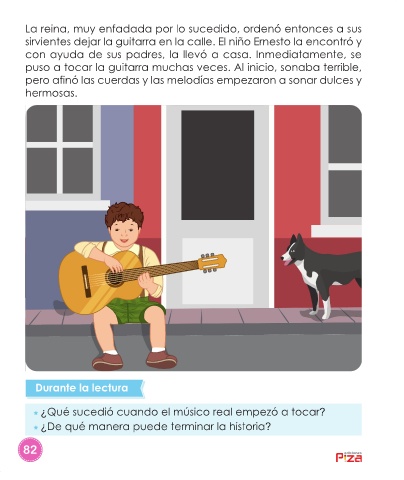 La reina, muy enfadada por lo sucedido, ordenó entonces a sus
sirvientes dejar la guitarra en la calle. El niño Ernesto la encontró y
con ayuda de sus padres, la llevó a casa. Inmediatamente, se
puso a tocar la guitarra muchas veces. Al inicio, sonaba terrible,
pero afinó las cuerdas y las melodías empezaron a sonar dulces y
hermosas.
Durante la lectura
¿Qué sucedió cuando el músico real empezó a tocar?
¿De qué manera puede terminar la historia?
82